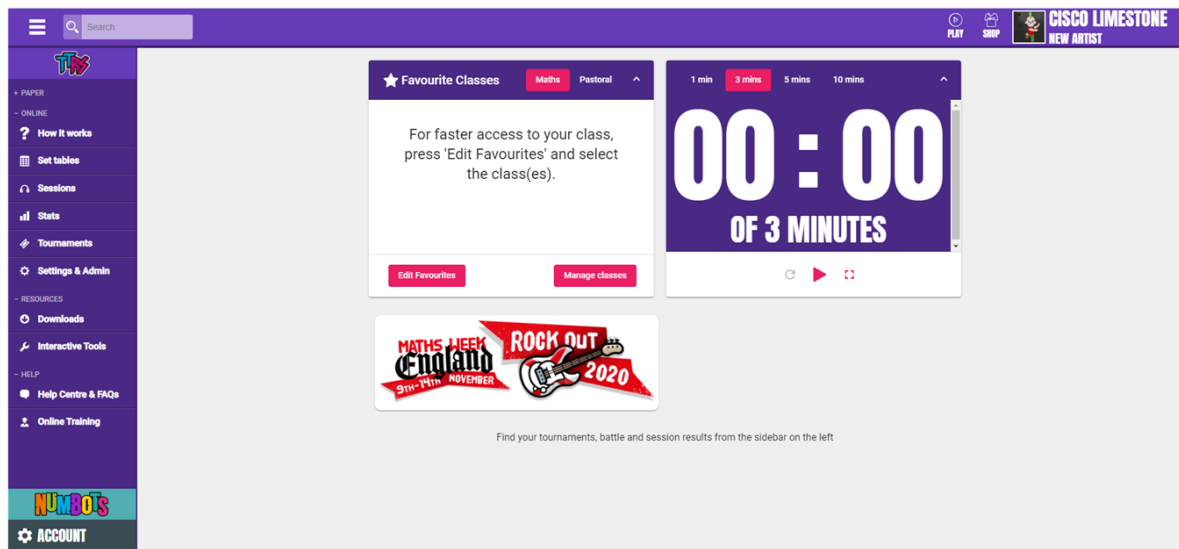 Search
PLAY
SHOP
CISCO LIMESTONE
NEW ARTIST
TTRS
+ PAPER
− ONLINE
How it works
Set tables
Sessions
Stats
Tournaments
Settings & Admin
− RESOURCES
Downloads
Interactive Tools
− HELP
Help Centre & FAQs
Online Training
NUMBOTS
ACCOUNT
Favourite Classes
Maths
Pastoral
For faster access to your class,
press 'Edit Favourites' and select
the class(es).
Edit Favourites
Manage classes
1 min
3 mins
5 mins
10 mins
00 : 00
OF 3 MINUTES
MATHS WEEK
England
9TH-14TH NOVEMBER
ROCK OUT
2020
Find your tournaments, battle and session results from the sidebar on the left